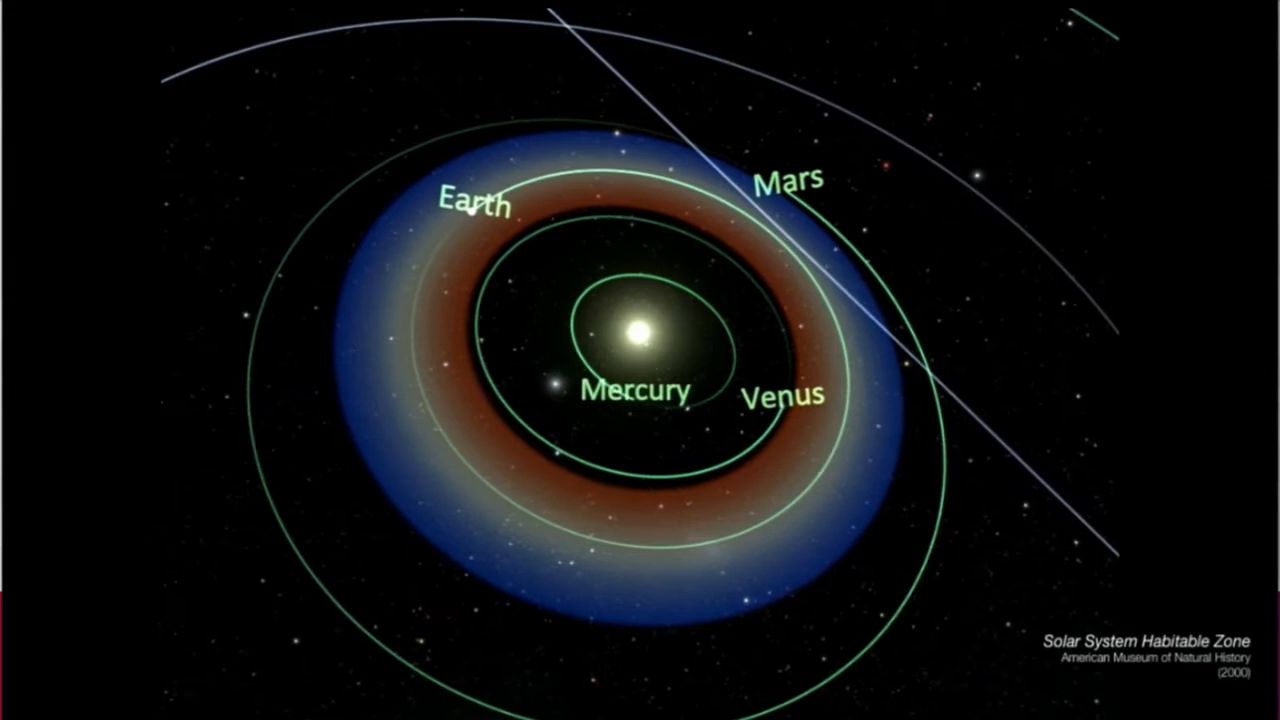 Mars
Earth
Mercury
Venus
Solar System Habitable Zone
American Museum of Natural History
(2000)